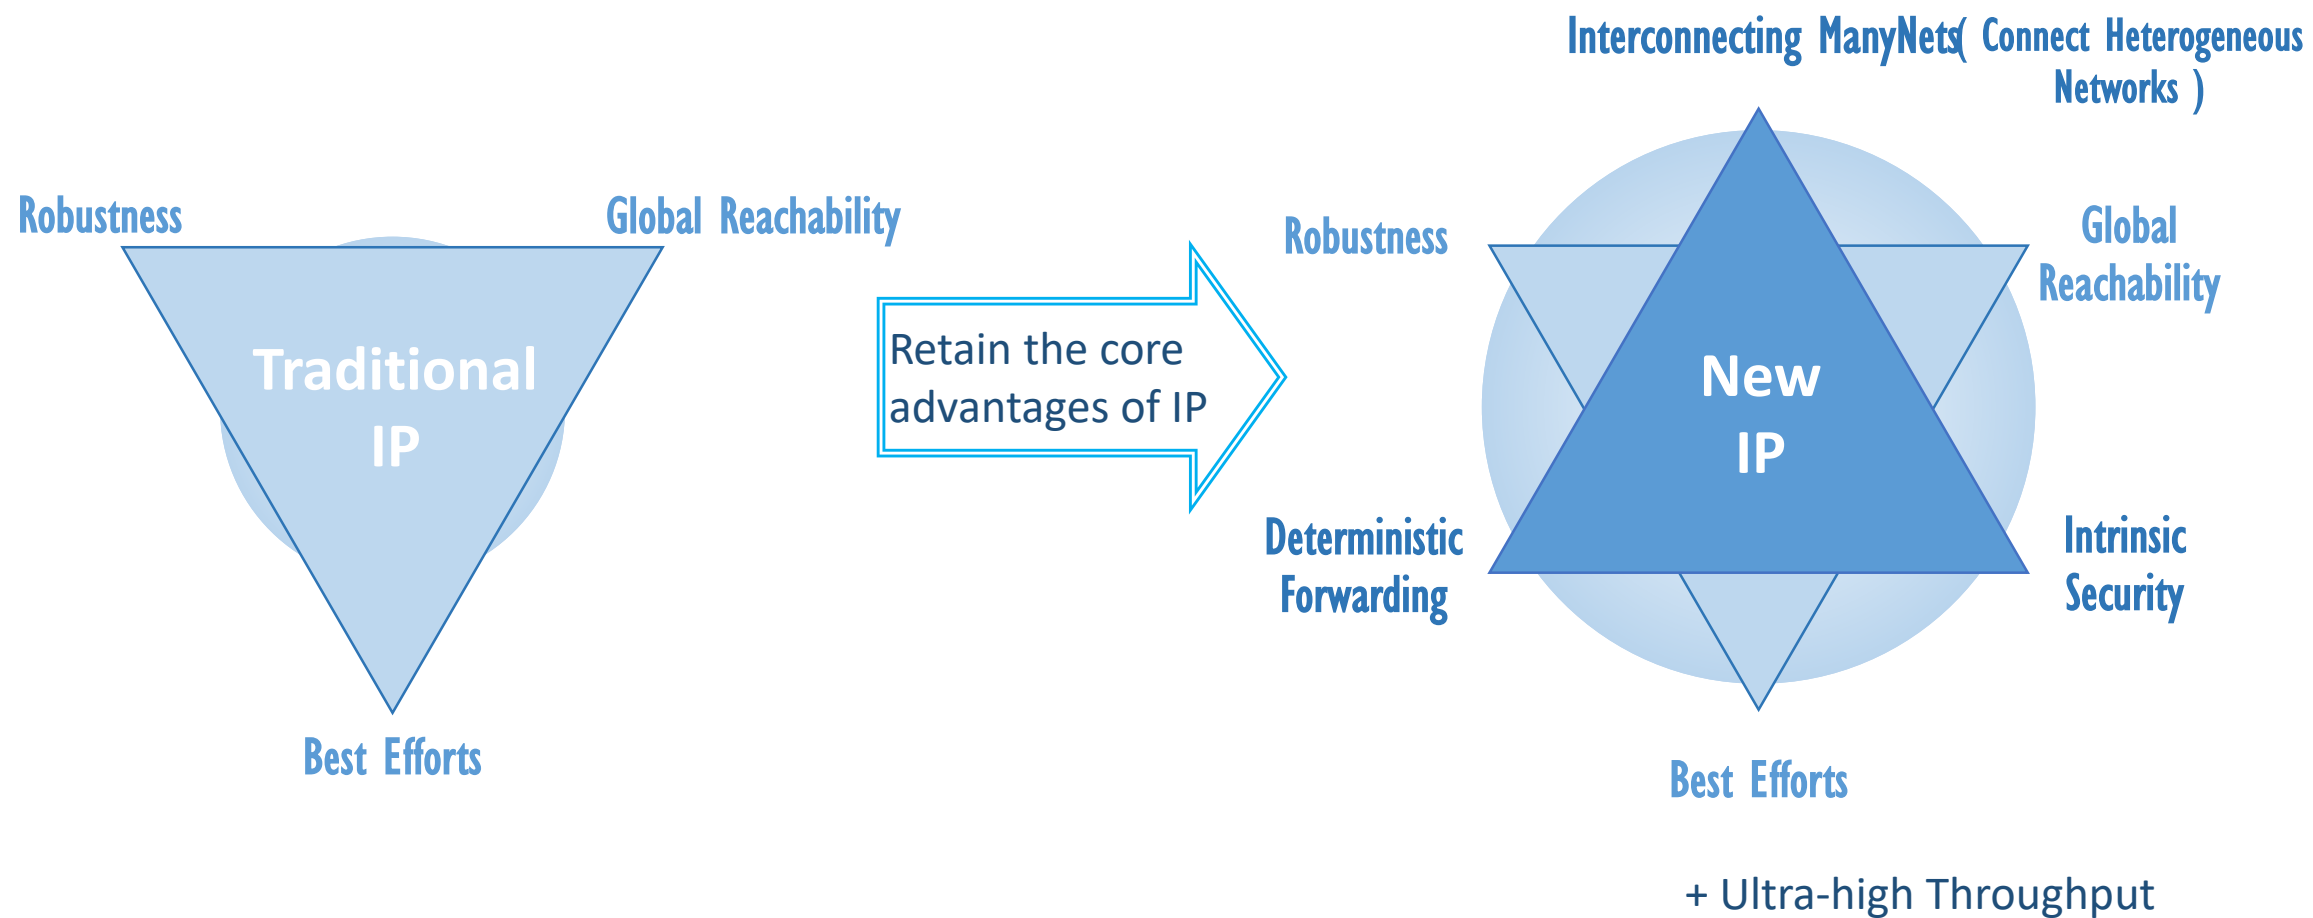 Robustness
Global Reachability
Traditional
IP
Best Efforts
Retain the core
advantages of IP
Interconnecting ManyNets( Connect Heterogeneous
Networks )
Robustness
Global
Reachability
New
IP
Deterministic
Forwarding
Intrinsic
Security
Best Efforts
+ Ultra-high Throughput